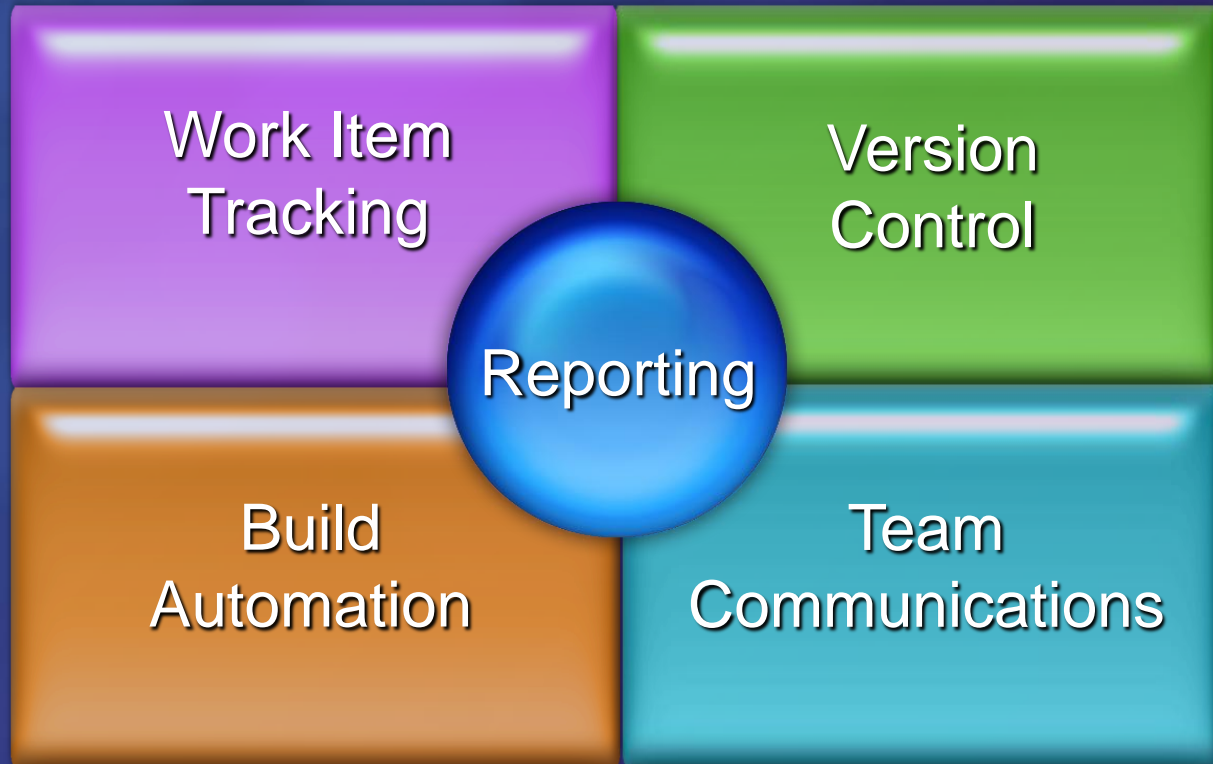 Work Item
Tracking
Version
Control
Reporting
Build
Automation
Team
Communications